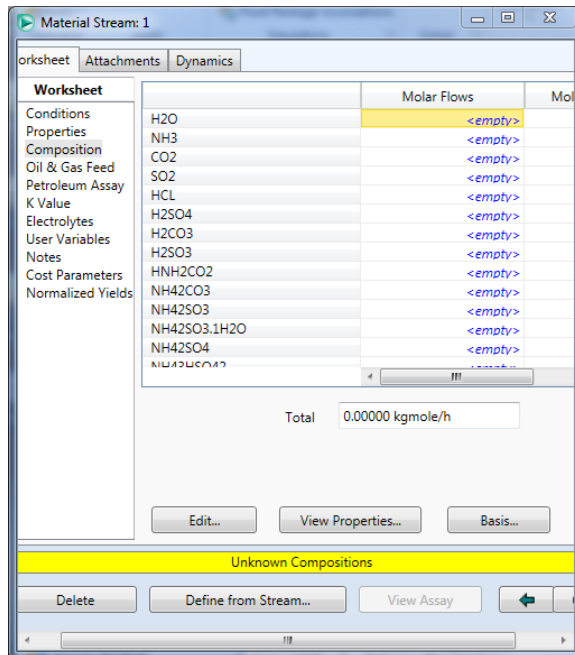 Material Stream: 1
orksheet Attachments Dynamics
Worksheet
Conditions
Properties
Composition
Oil & Gas Feed
Petroleum Assay
K Value
Electrolytes
User Variables
Notes
Cost Parameters
Normalized Yields
Molar Flows Mol
H2O <empty>
NH3 <empty>
CO2 <empty>
SO2 <empty>
HCL <empty>
H2SO4 <empty>
H2CO3 <empty>
H2SO3 <empty>
HNH2CO2 <empty>
NH42CO3 <empty>
NH42SO3 <empty>
NH42SO3.1H2O <empty>
NH42SO4 <empty>
NH43HSO42 <empty>
Total 0.00000 kgmole/h
Edit... View Properties... Basis...
Unknown Compositions
Delete Define from Stream... View Assay